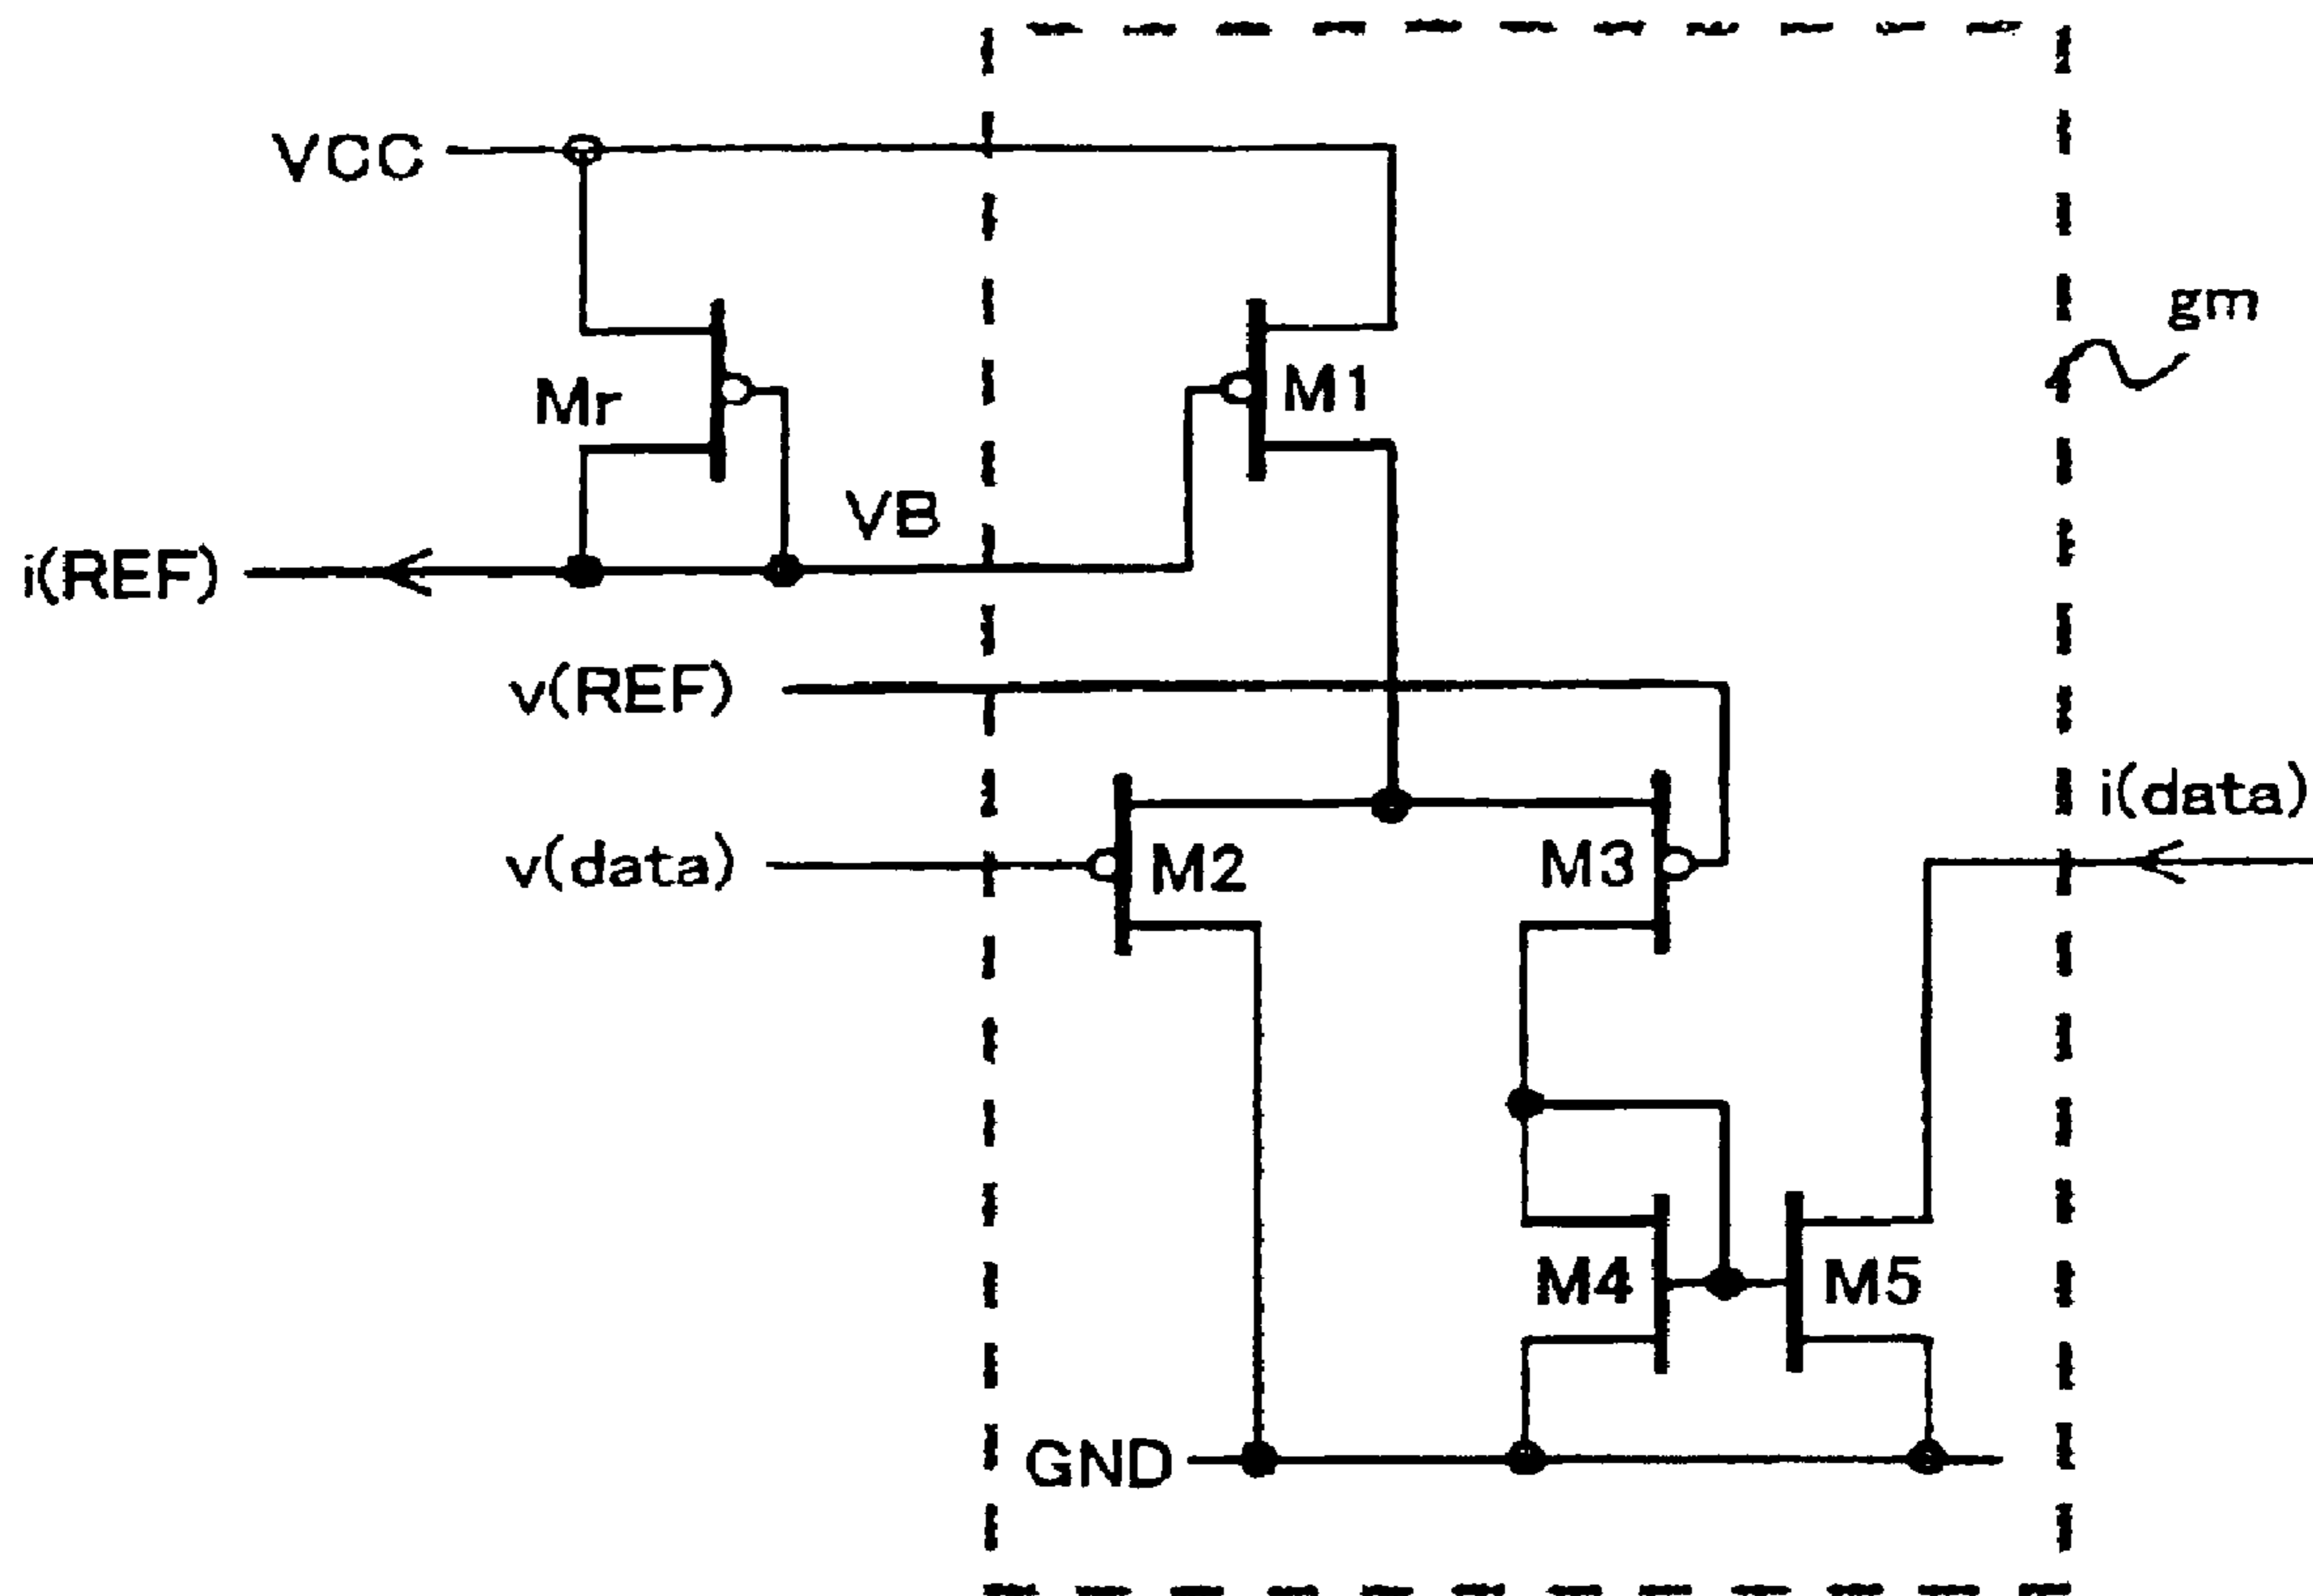 VCC
gm
Mr
M1
VB
i(REF)
v(REF)
i(data)
v(data)
M2
M3
M4
M5
GND